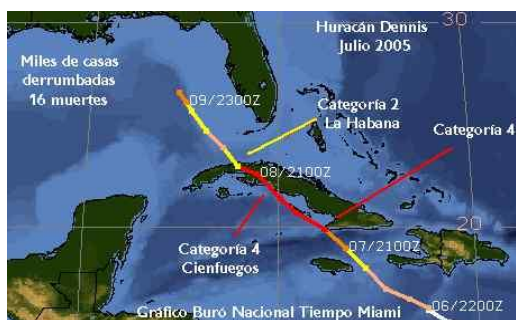 Huracán Dennis
Julio 2005
30
Miles de casas
derrumbadas
16 muertes
09/2300Z
Categoría 2
La Habana
Categoría 4
08/2100Z
Categoría 4
Cienfuegos
20
07/2100Z
06/2200Z
Gráfico Buró Nacional Tiempo Miami